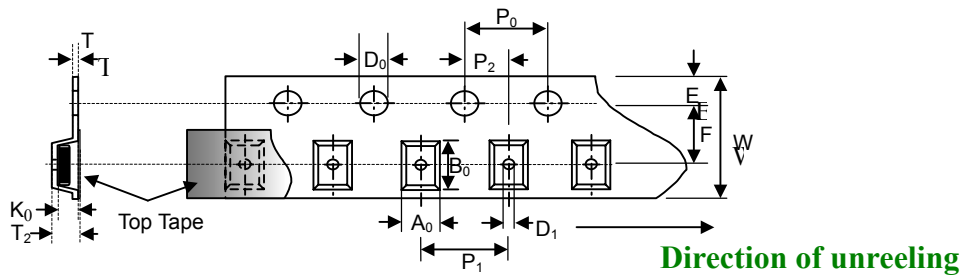 P0
T
D0
P2
E
F
W
B0
K0
Top Tape
A0
D1
T2
P1
Direction of unreeling